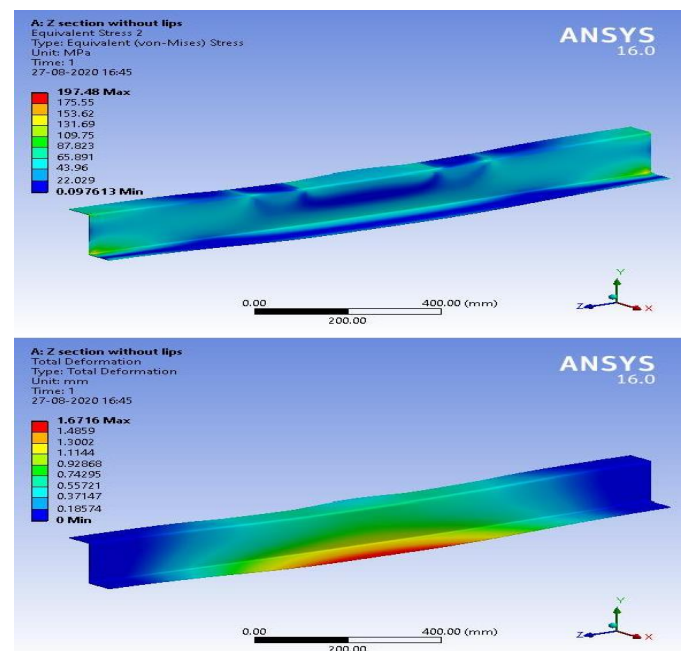 A: Z section without lips
Equivalent Stress 2
Type: Equivalent (von-Mises) Stress
Unit: MPa
Time: 1
27-08-2020 16:45
ANSYS
16.0
197.48 Max
175.55
153.62
131.69
109.75
87.823
65.891
43.96
22.029
0.097613 Min
Y
Z
X
0.00
400.00 (mm)
200.00
A: Z section without lips
Total Deformation
Type: Total Deformation
Unit: mm
Time: 1
27-08-2020 16:45
ANSYS
16.0
1.6716 Max
1.4859
1.3002
1.1144
0.92868
0.74295
0.55721
0.37147
0.18574
0 Min
Y
Z
X
0.00
400.00 (mm)
200.00